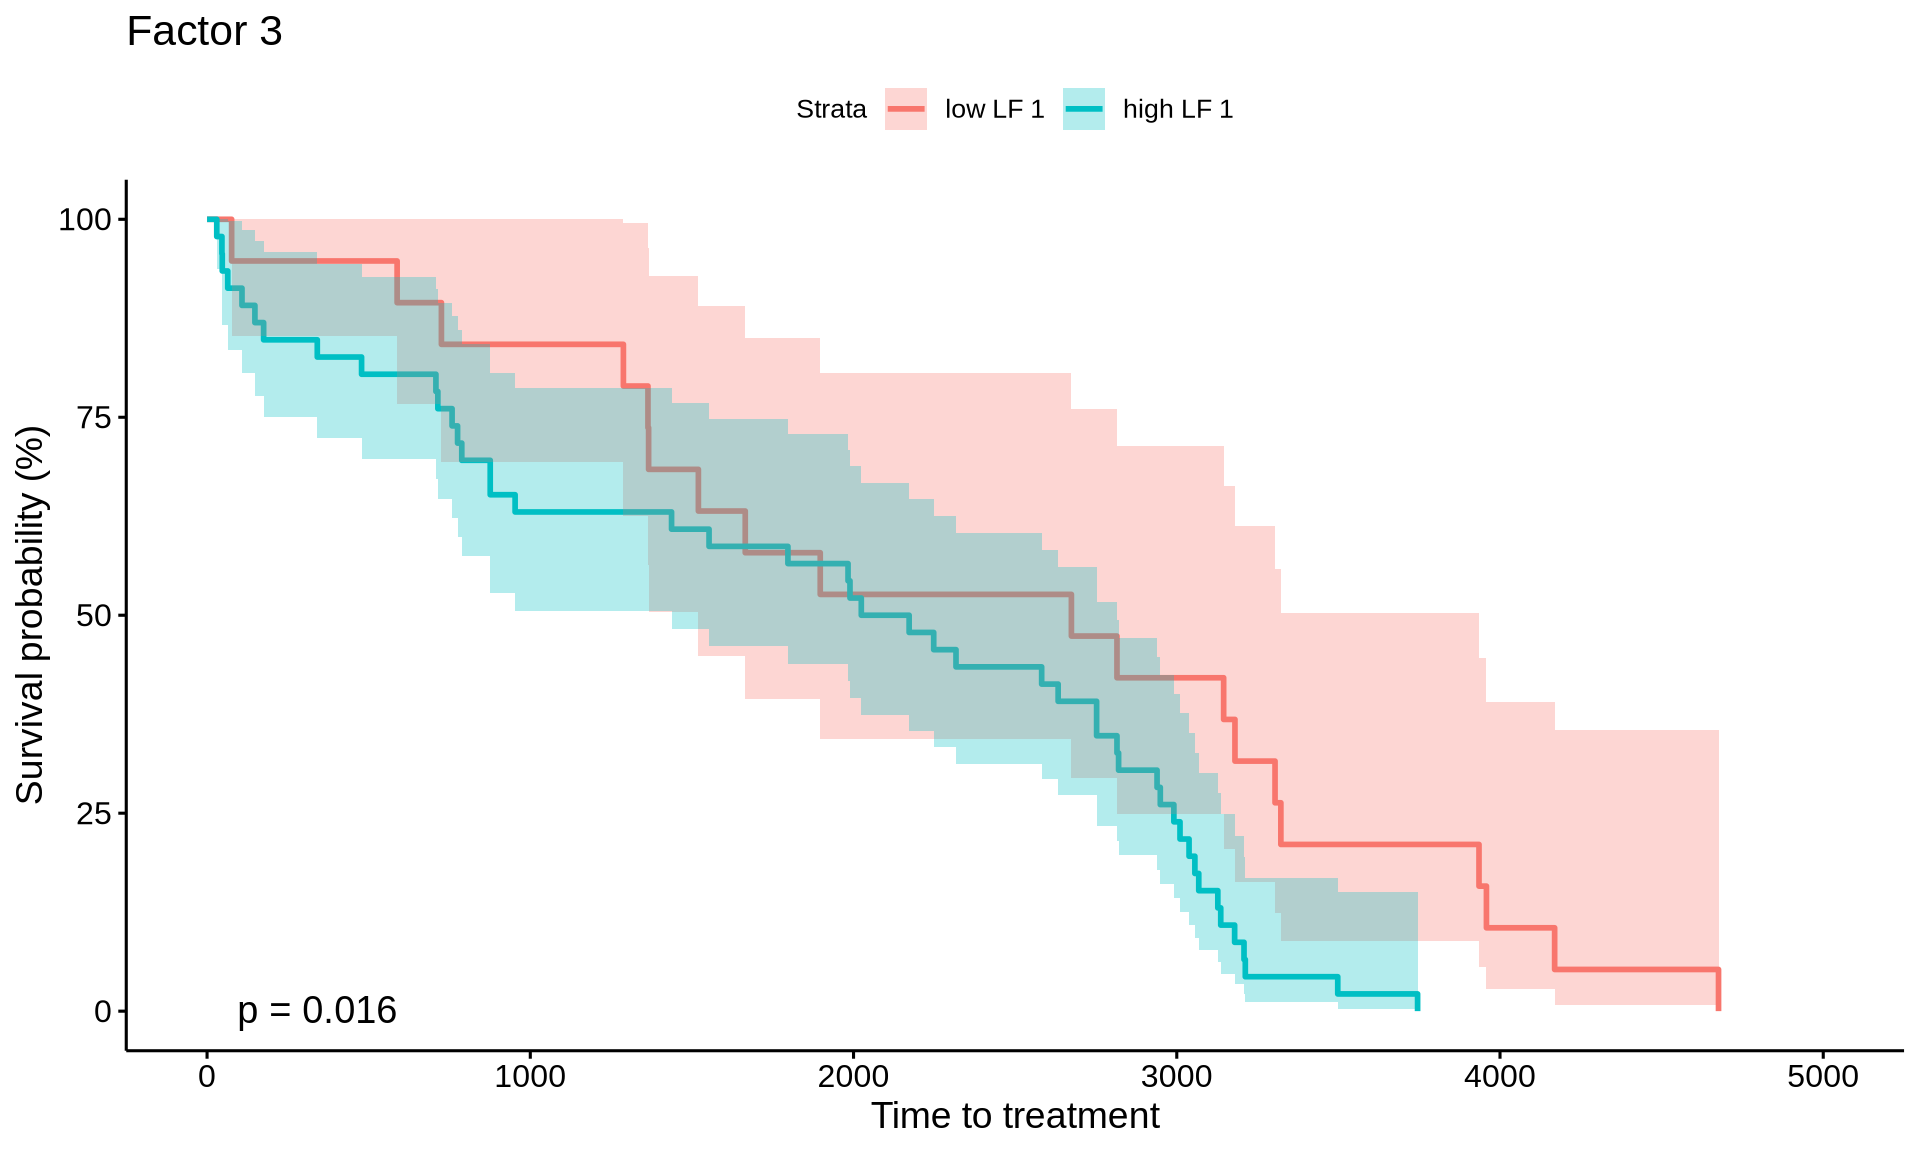 Factor 3
Strata low LF 1 high LF 1
Survival probability (%)
100
75
50
25
0
p = 0.016
0 1000 2000 3000 4000 5000
Time to treatment